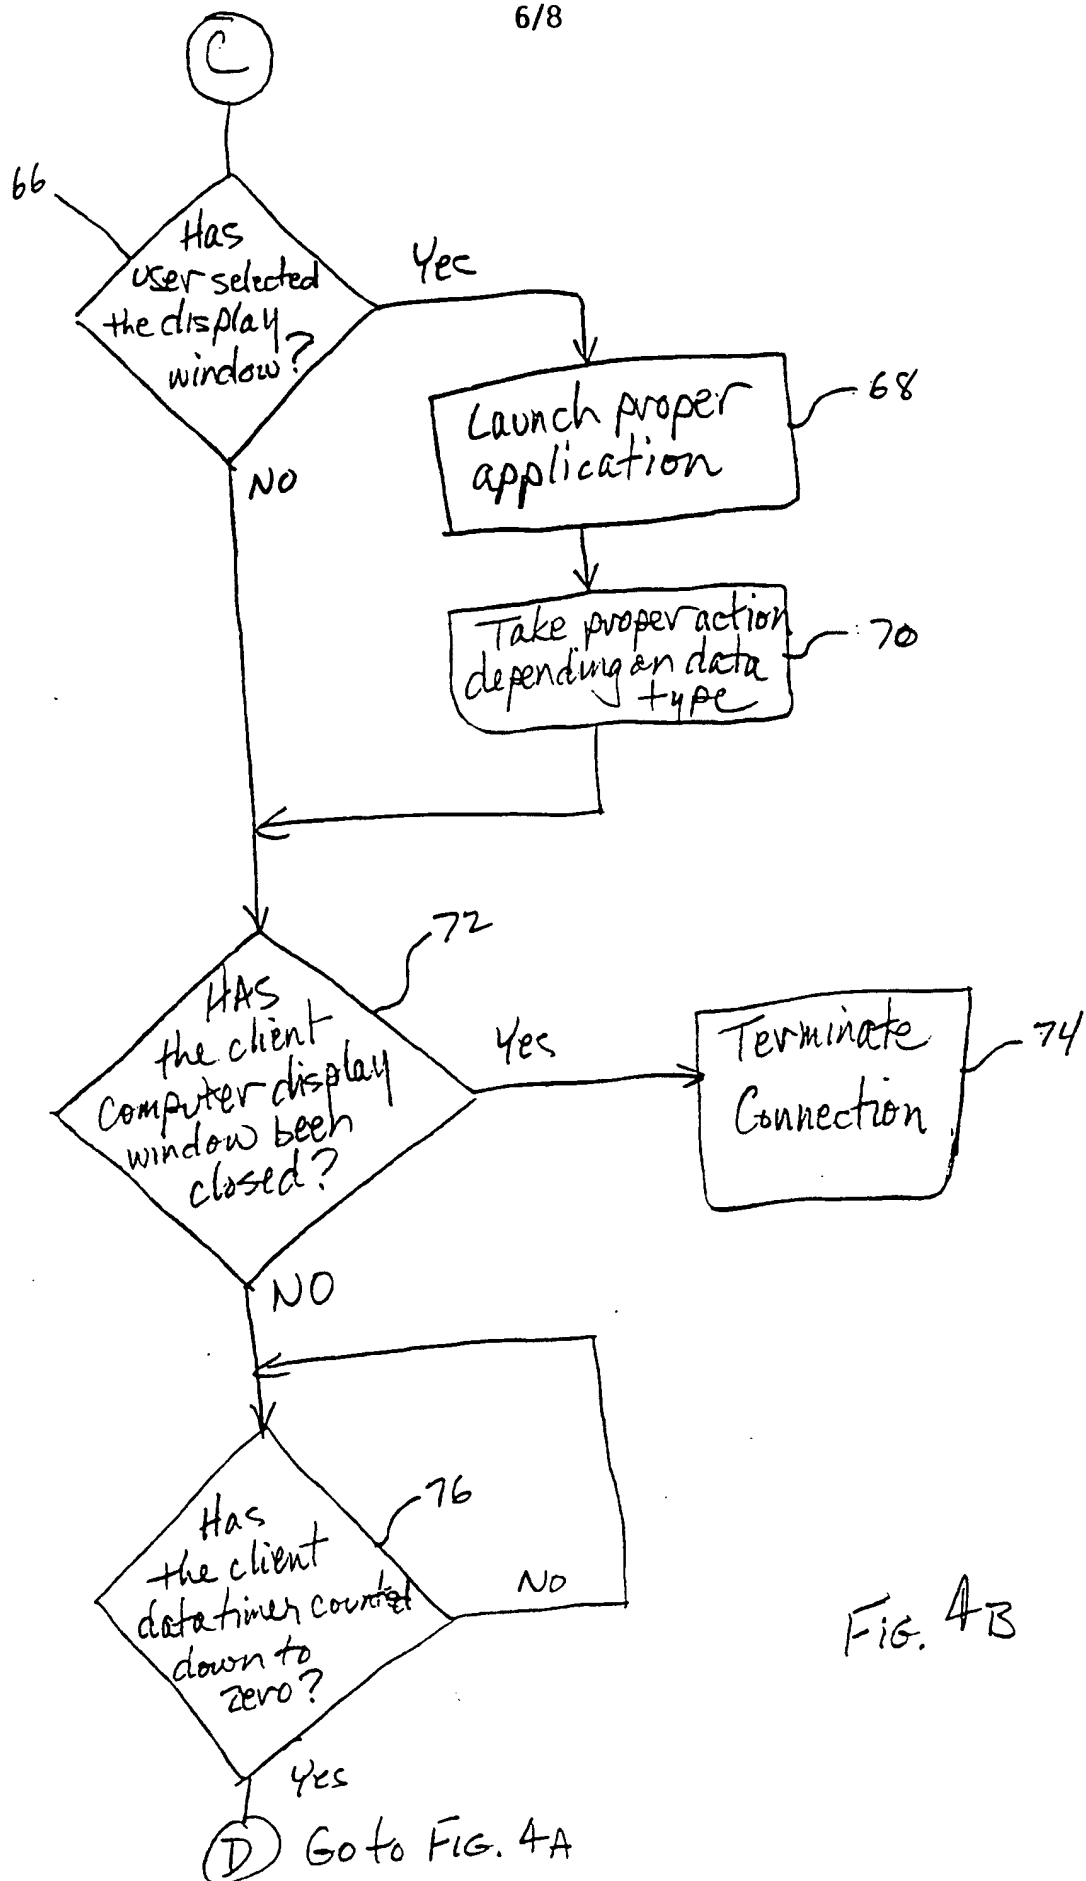 6/8
C
66
Has
user selected
the display
window?
Yes
NO
Launch proper
application
68
Take proper action
depending on data
type
70
72
HAS
the client
computer display
window been
closed?
Yes
Terminate
Connection
74
NO
76
Has
the client
data timer counted
down to
zero?
NO
Yes
D Go to FIG. 4A
FIG. 4B